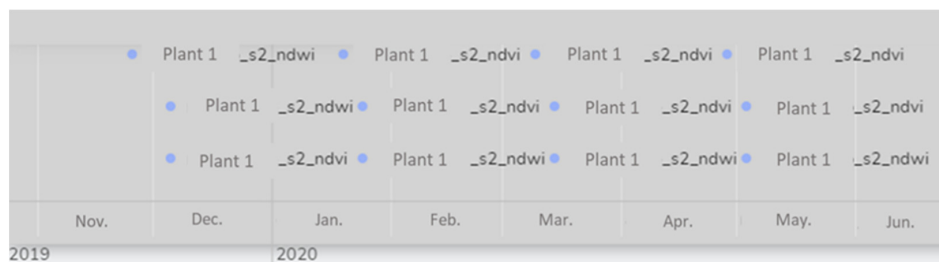 Plant 1 _s2_ndwi Plant 1 _s2_ndvi Plant 1 _s2_ndvi Plant 1 _s2_ndvi
Plant 1 _s2_ndwi Plant 1 _s2_ndvi Plant 1 _s2_ndvi Plant 1 _s2_ndvi
Plant 1 _s2_ndvi Plant 1 _s2_ndwi Plant 1 _s2_ndwi Plant 1 _s2_ndwi
Nov. Dec. Jan. Feb. Mar. Apr. May. Jun.
2019 2020